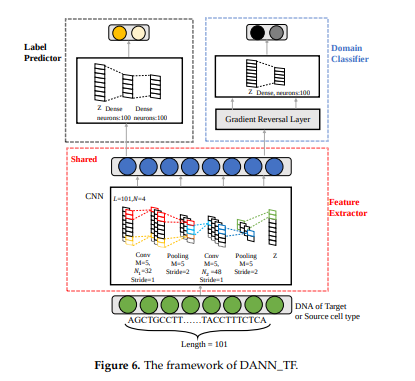 Label
Predictor
Z Dense Dense
neurons:100 neurons:100
Domain
Classifier
Z Dense, neurons:100
Gradient Reversal Layer
Shared
CNN
L=101,N=4
Conv
M=5,
N₁=32
Stride=1
Pooling
M=5
Stride=2
Conv
M=5,
N₂=48
Stride=1
Pooling
M=5
Stride=2
Z
Feature
Extractor
DNA of Target
or Source cell type
AGCTGCCTT......TACCTTTCTCA
Length = 101
Figure 6. The framework of DANN_TF.